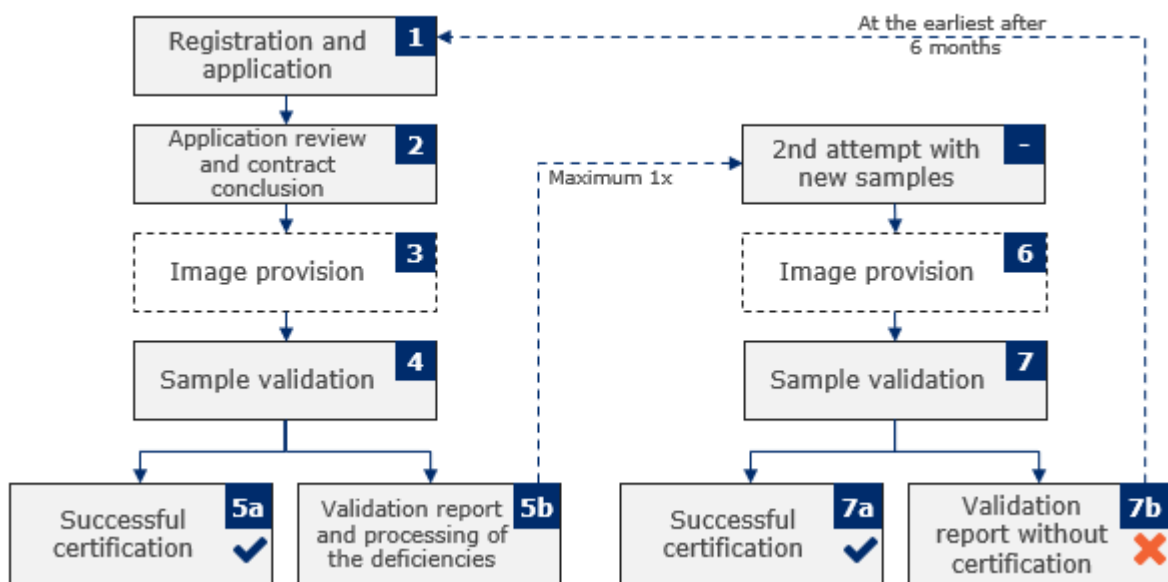 Registration and
application
1
At the earliest after
6 months
Application review
and contract
conclusion
2
Maximum 1x
2nd attempt with
new samples
-
Image provision
3
Image provision
6
Sample validation
4
Sample validation
7
Successful
certification
5a
Validation report
and processing of
the deficiencies
5b
Successful
certification
7a
Validation
report without
certification
7b